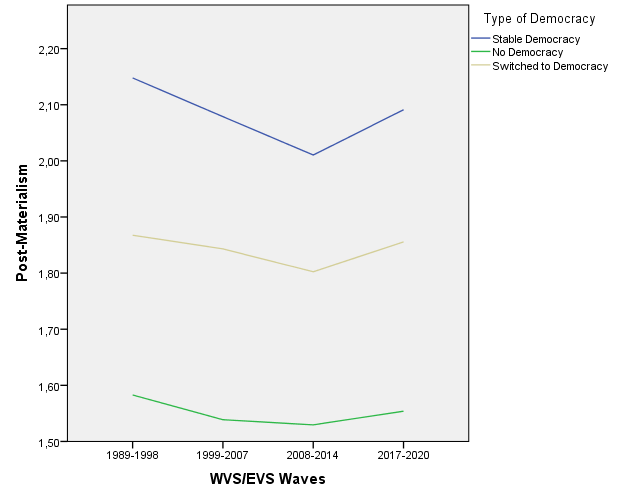 Type of Democracy
Stable Democracy
No Democracy
Switched to Democracy
Post-Materialism
2,20
2,10
2,00
1,90
1,80
1,70
1,60
1,50
1989-1998 1999-2007 2008-2014 2017-2020
WVS/EVS Waves